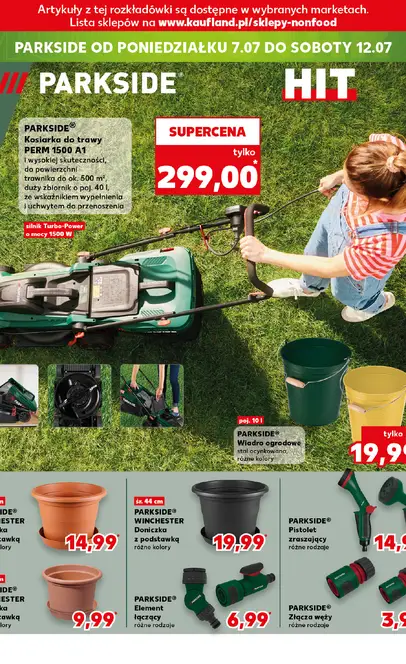 Artykuły z tej rozkładówki są dostępne w wybranych marketach.
Lista sklepów na www.kaufland.pl/sklepy-nonfood
PARKSIDE OD PONIEDZIAŁKU 7.07 DO SOBOTY 12.07
PARKSIDE®
HIT.
PARKSIDE®
Kosiarka do trawy
PERM 1500 A1
i wysokiej skuteczności,
do powierzchni
trawnika do ok. 500 m²,
duży zbiornik o poj. 40 l,
ze wskaźnikiem wypełnienia
i uchwytem do przenoszenia
silnik Turbo-Power
o mocy 1500 W
SUPERCENA
tylko
299,00*
poj. 10 l
PARKSIDE®
Wiadro ogrodowe
stal ocynkowana,
różne kolory
tylko
19,9
14,99*
śr. 44 cm
PARKSIDE®
WINCHESTER
Doniczka
z podstawką
różne kolory
19,99*
PARKSIDE®
Pistolet
zraszający
różne rodzaje
14,9
9,99*
PARKSIDE®
Element
łączący
różne rodzaje
6,99*
PARKSIDE®
Złącza węży
różne rodzaje
3,9